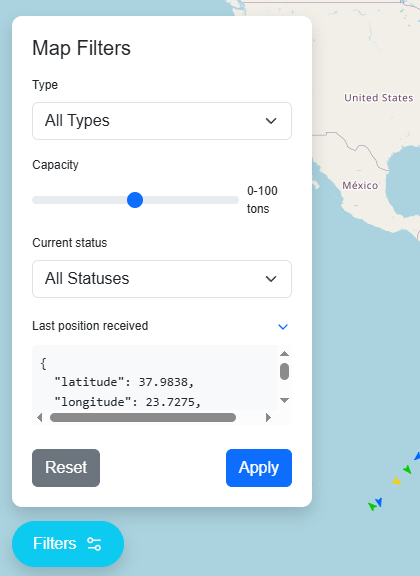 Map Filters
Type
All Types
Capacity
0-100
tons
Current status
All Statuses
Last position received
{
"latitude": 37.9838,
"longitude": 23.7275,
Reset
Apply
Filters
United States
México